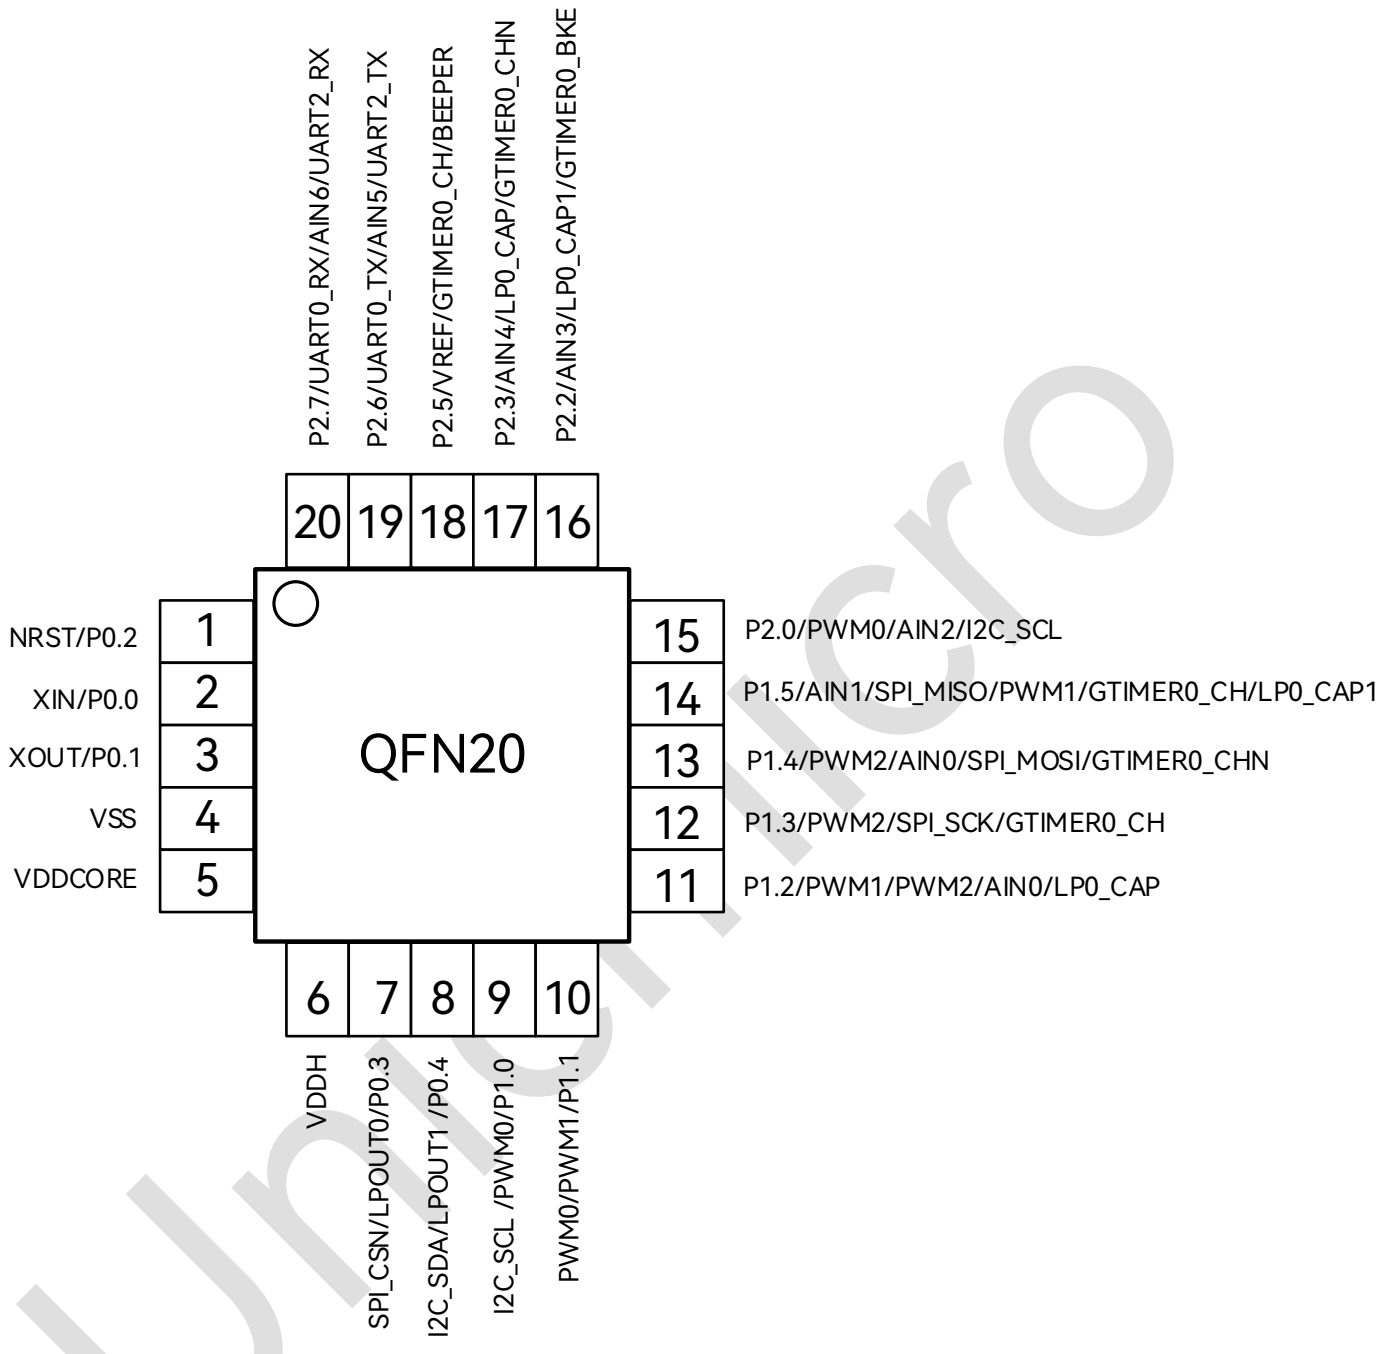 P2.7/UART0_RX/AIN6/UART2_RX
P2.6/UART0_TX/AIN5/UART2_TX
P2.5/VREF/GTIMER0_CH/BEEPER
P2.3/AIN4/LP0_CAP/GTIMER0_CHN
P2.2/AIN3/LP0_CAP1/GTIMER0_BKE
20 19 18 17 16
NRST/P0.2 1
XIN/P0.0 2
XOUT/P0.1 3
VSS 4
VDDCORE 5
QFN20
15 P2.0/PWM0/AIN2/I2C_SCL
14 P1.5/AIN1/SPI_MISO/PWM1/GTIMER0_CH/LP0_CAP1
13 P1.4/PWM2/AIN0/SPI_MOSI/GTIMER0_CHN
12 P1.3/PWM2/SPI_SCK/GTIMER0_CH
11 P1.2/PWM1/PWM2/AIN0/LP0_CAP
6 7 8 9 10
VDDH
SPI_CSN/LPOUT0/P0.3
I2C_SDA/LPOUT1 /P0.4
I2C_SCL /PWM0/P1.0
PWM0/PWM1/P1.1
Unicmicro